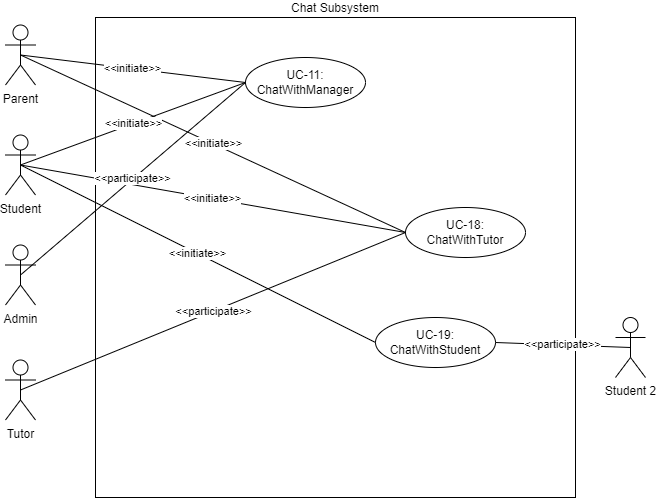 Chat Subsystem
<<initiate>>
UC-11:
ChatWithManager
Parent
<<initiate>>
<<initiate>>
<<participate>>
<<initiate>>
Student
UC-18:
ChatWithTutor
<<initiate>>
Admin
<<participate>>
UC-19:
ChatWithStudent
<<participate>>
Student 2
Tutor